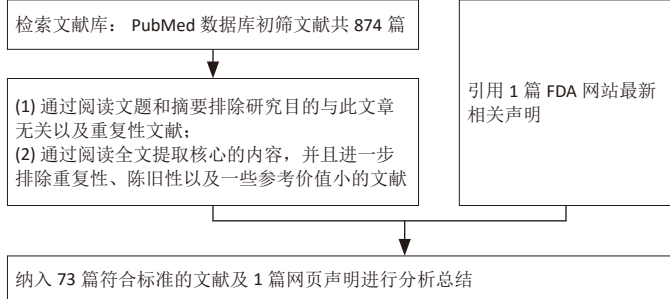 检索文献库： PubMed 数据库初筛文献共 874 篇
(1) 通过阅读文题和摘要排除研究目的与此文章
无关以及重复性文献；
(2) 通过阅读全文提取核心的内容，并且进一步
排除重复性、陈旧性以及一些参考价值小的文献
引用 1 篇 FDA 网站最新
相关声明
纳入 73 篇符合标准的文献及 1 篇网页声明进行分析总结